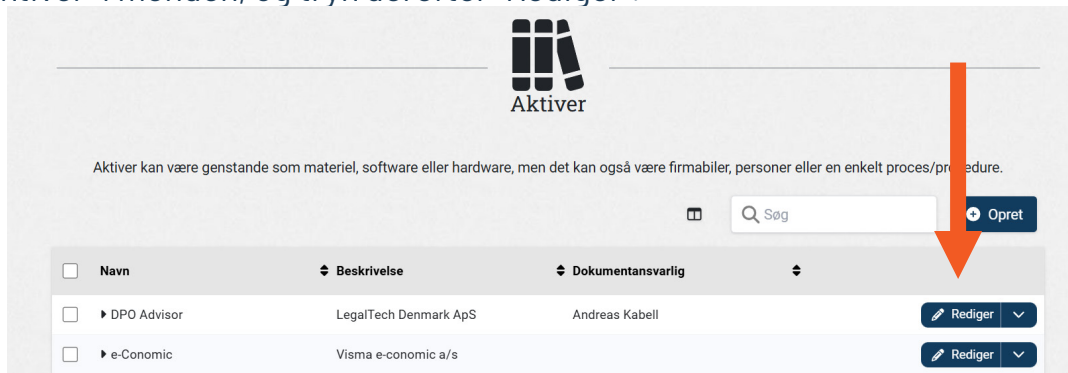 Aktiver
Aktiver kan være genstande som materiel, software eller hardware, men det kan også være firmabiler, personer eller en enkelt proces/procedure.
Søg
Opret
Navn Beskrivelse Dokumentansvarlig
DPO Advisor LegalTech Denmark ApS Andreas Kabell Rediger
e-Conomic Visma e-conomic a/s Rediger